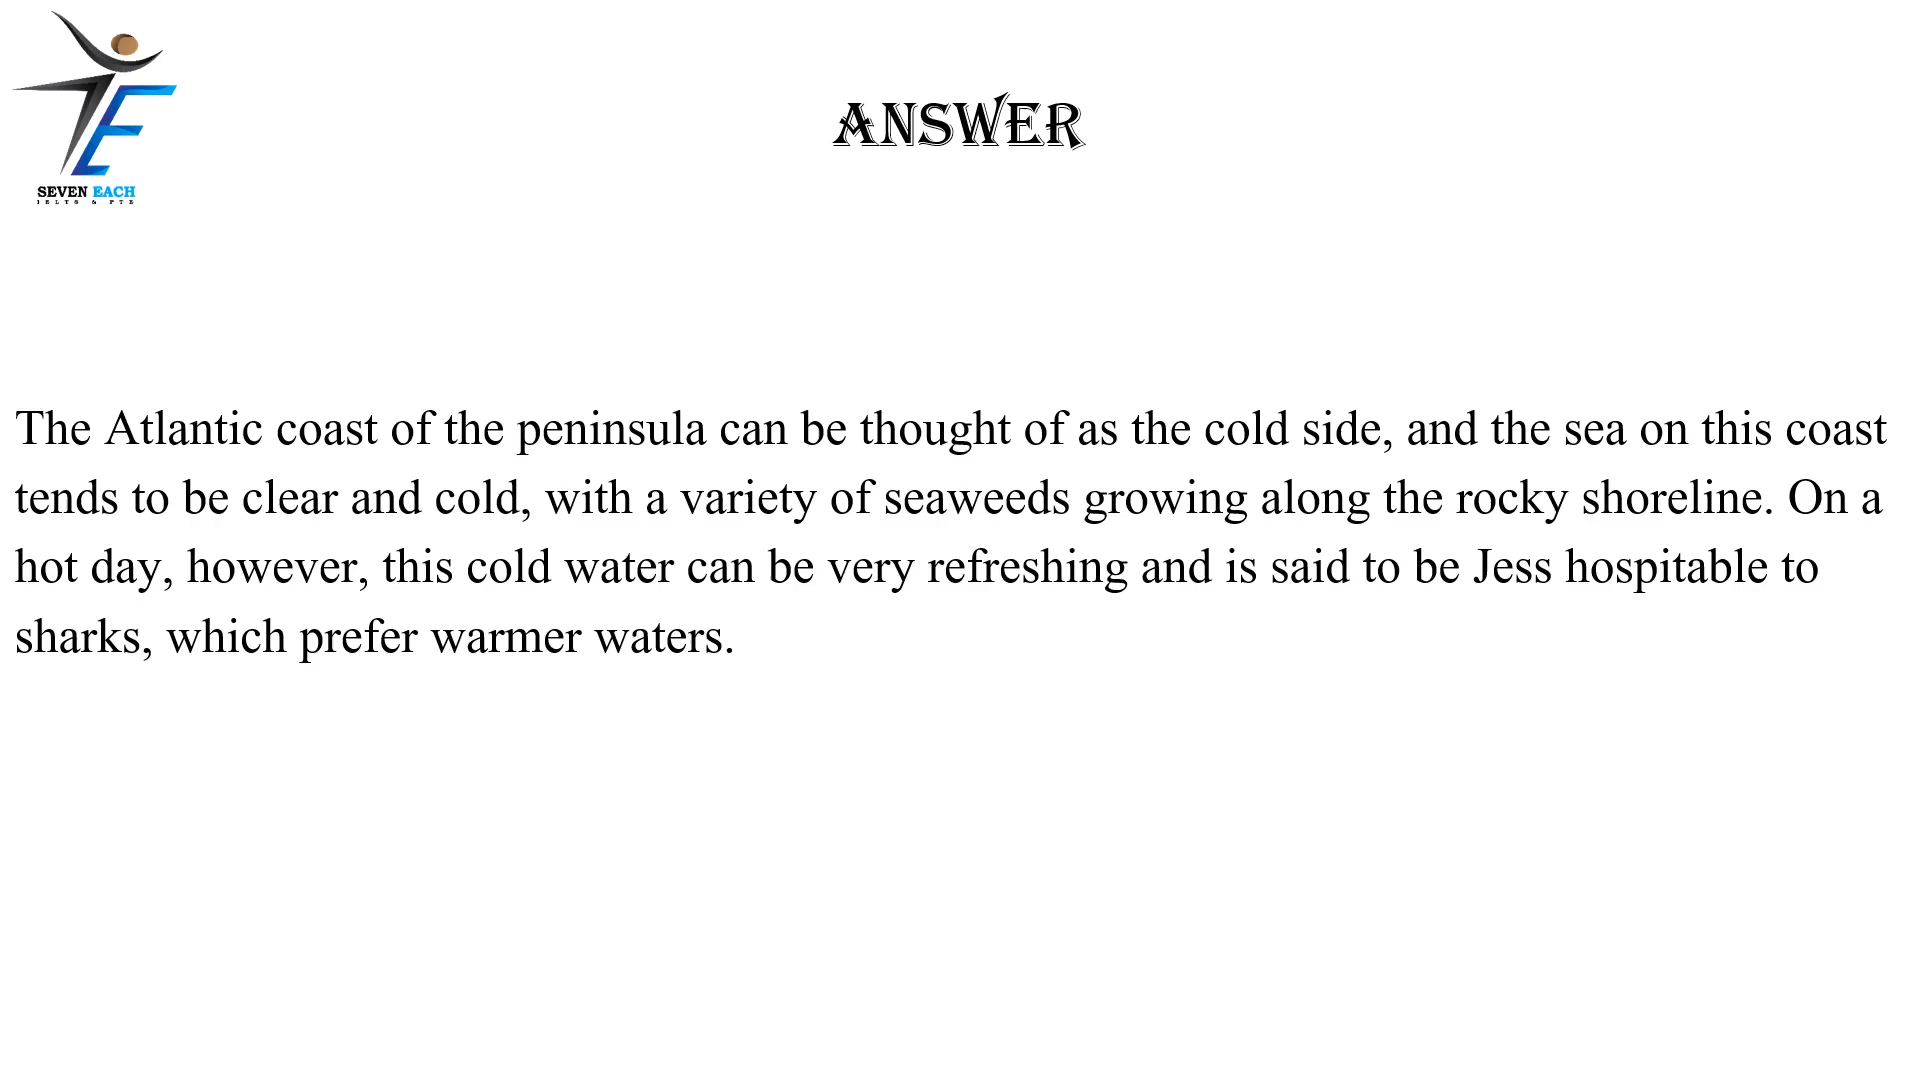 ANSWER
SEVEN EACH
IELTS & PTE
The Atlantic coast of the peninsula can be thought of as the cold side, and the sea on this coast
tends to be clear and cold, with a variety of seaweeds growing along the rocky shoreline. On a
hot day, however, this cold water can be very refreshing and is said to be Jess hospitable to
sharks, which prefer warmer waters.